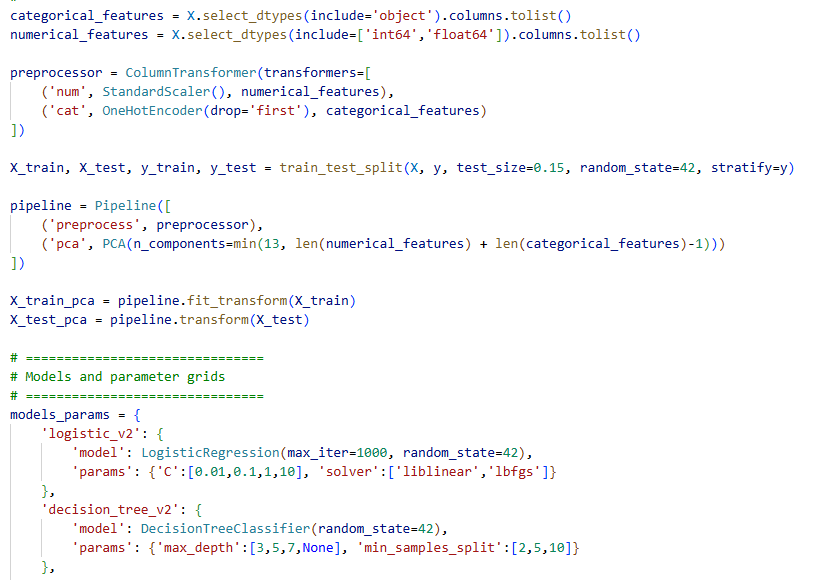 categorical_features = X.select_dtypes(include='object').columns.tolist()
numerical_features = X.select_dtypes(include=['int64','float64']).columns.tolist()
preprocessor = ColumnTransformer(transformers=[
    ('num', StandardScaler(), numerical_features),
    ('cat', OneHotEncoder(drop='first'), categorical_features)
])
X_train, X_test, y_train, y_test = train_test_split(X, y, test_size=0.15, random_state=42, stratify=y)
pipeline = Pipeline([
    ('preprocess', preprocessor),
    ('pca', PCA(n_components=min(13, len(numerical_features) + len(categorical_features)-1)))
])
X_train_pca = pipeline.fit_transform(X_train)
X_test_pca = pipeline.transform(X_test)
# ==============================
# Models and parameter grids
# ==============================
models_params = {
    'logistic_v2': {
        'model': LogisticRegression(max_iter=1000, random_state=42),
        'params': {'C':[0.01,0.1,1,10], 'solver':['liblinear','lbfgs']}
    },
    'decision_tree_v2': {
        'model': DecisionTreeClassifier(random_state=42),
        'params': {'max_depth':[3,5,7,None], 'min_samples_split':[2,5,10]}
    },